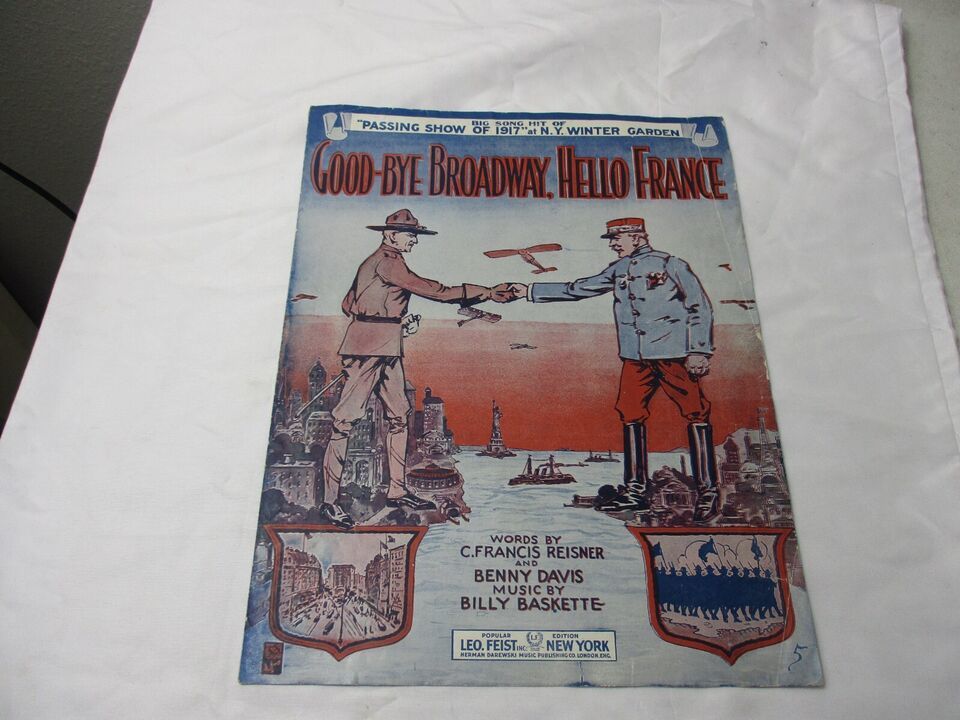 BIG SONG HIT OF
"PASSING SHOW OF 1917" at N.Y. WINTER GARDEN
GOOD-BYE BROADWAY, HELLO FRANCE
WORDS BY
C. FRANCIS REISNER
AND
BENNY DAVIS
MUSIC BY
BILLY BASKETTE
POPULAR EDITION
LEO. FEIST INC. NEW YORK
HERMAN DAREWSKI MUSIC PUBLISHING CO. LONDON, ENG.
5